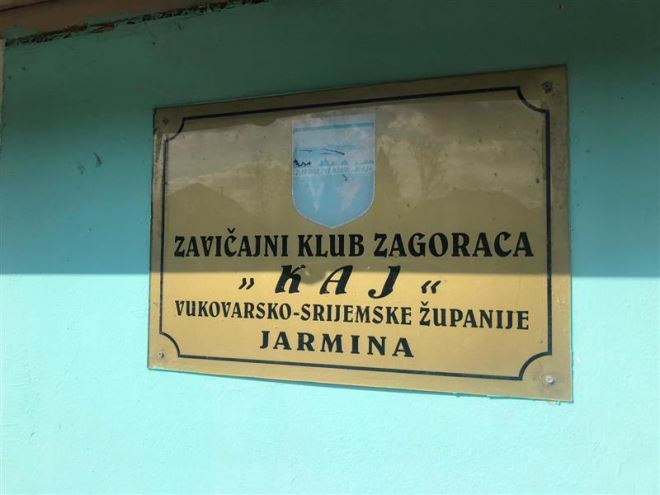 ZAVIČAJNI KLUB ZAGORACA
» KAJ «
VUKOVARSKO-SRIJEMSKE ŽUPANIJE
JARMINA